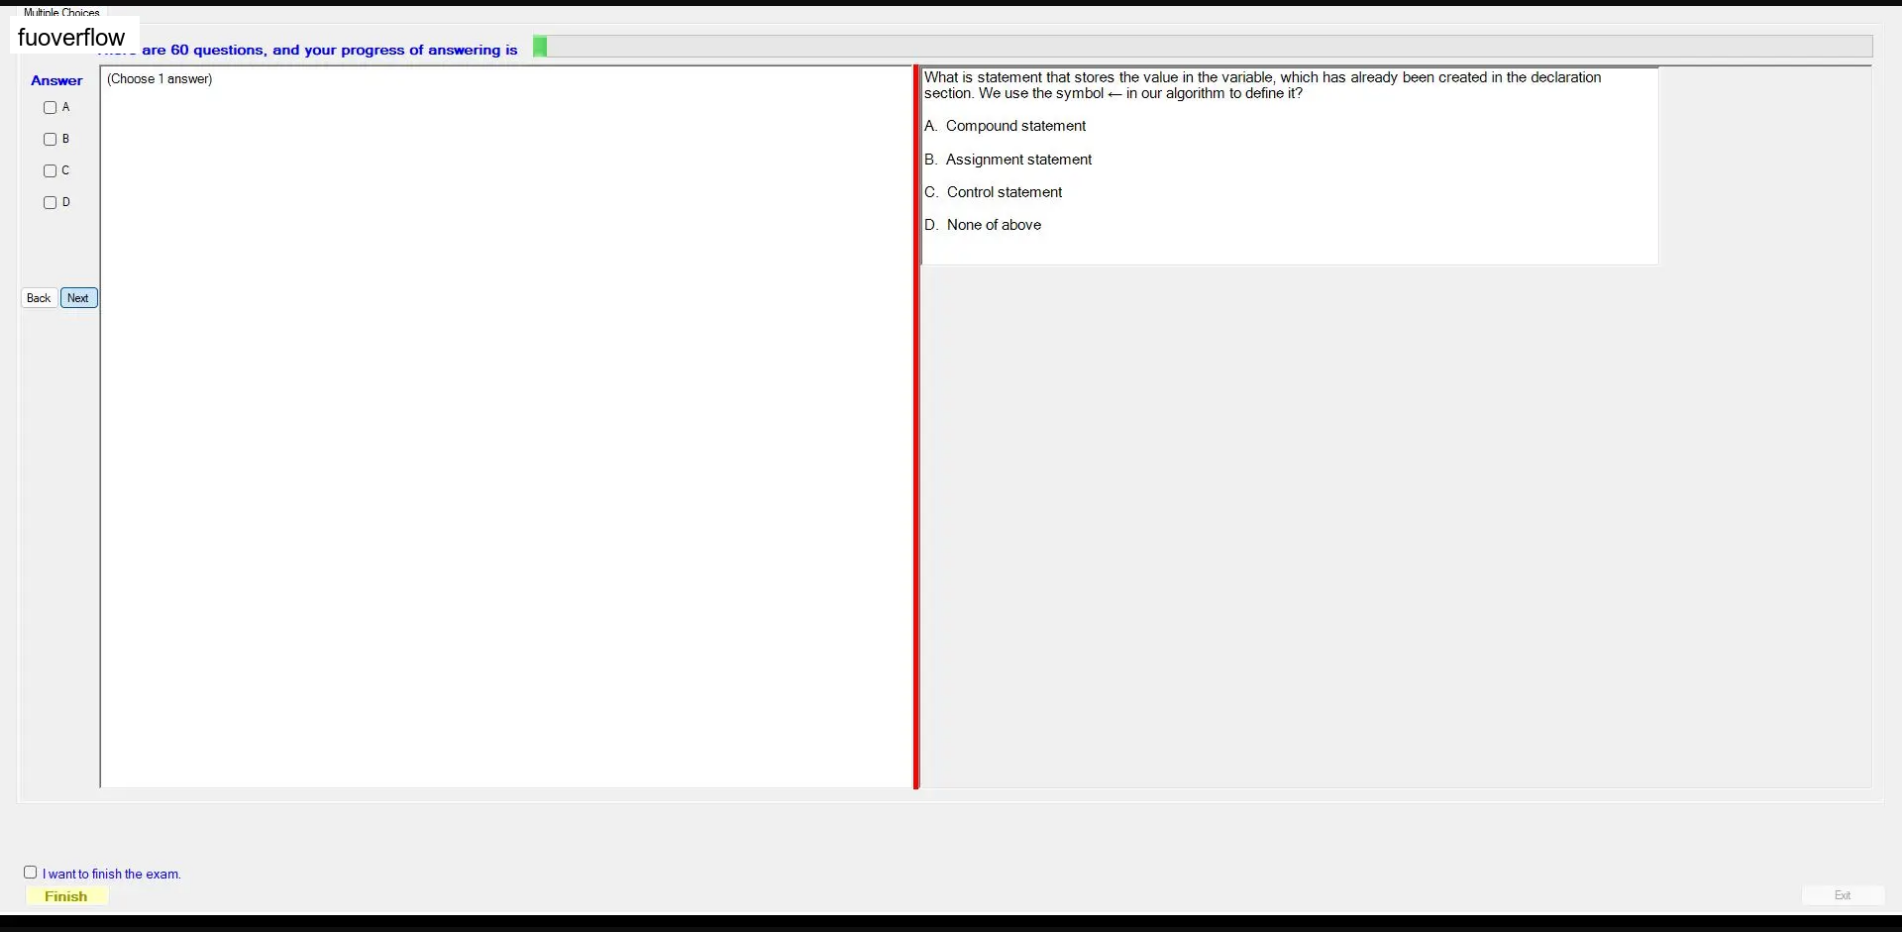 Multiple Choices
fuoverflow
are 60 questions, and your progress of answering is
Answer
(Choose 1 answer)
A
B
C
D
Back Next
What is statement that stores the value in the variable, which has already been created in the declaration
section. We use the symbol ← in our algorithm to define it?
A. Compound statement
B. Assignment statement
C. Control statement
D. None of above
I want to finish the exam.
Finish
Exit